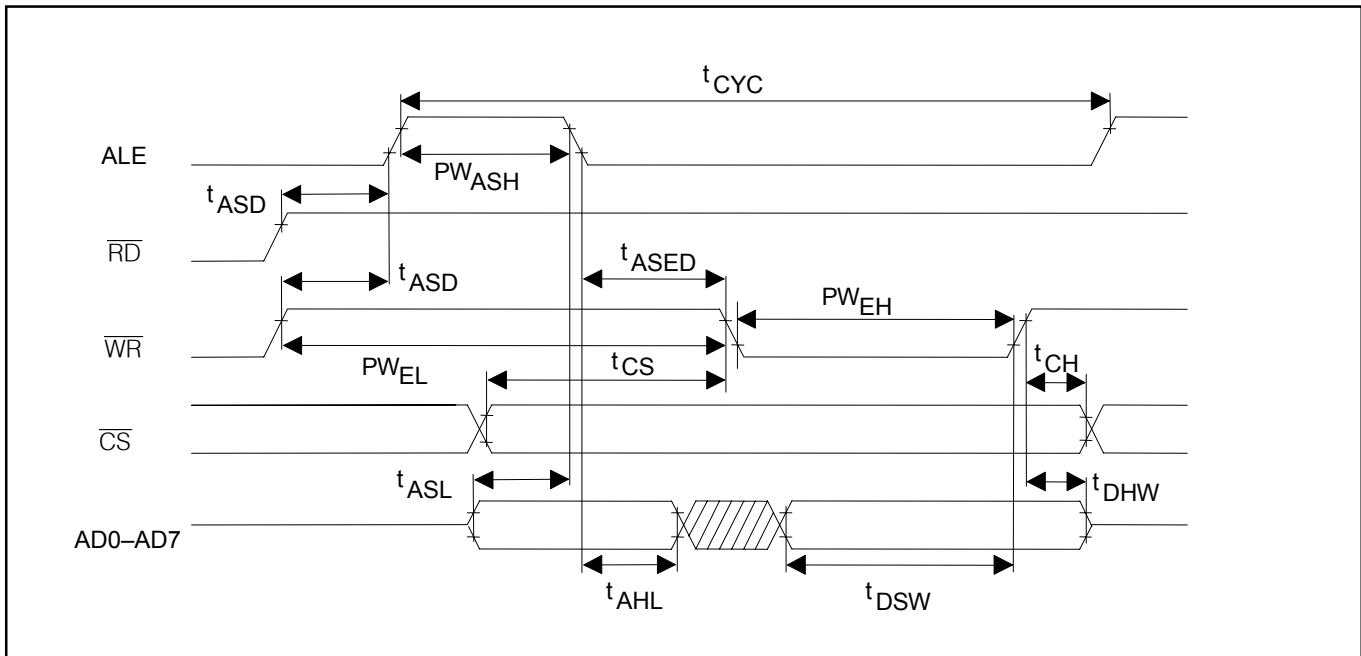 tCYC
ALE
PWASH
tASD
RD
tASED
tASD
PWEH
WR
PWEL
tCS
tCH
CS
tASL
tDHW
AD0–AD7
tAHL
tDSW